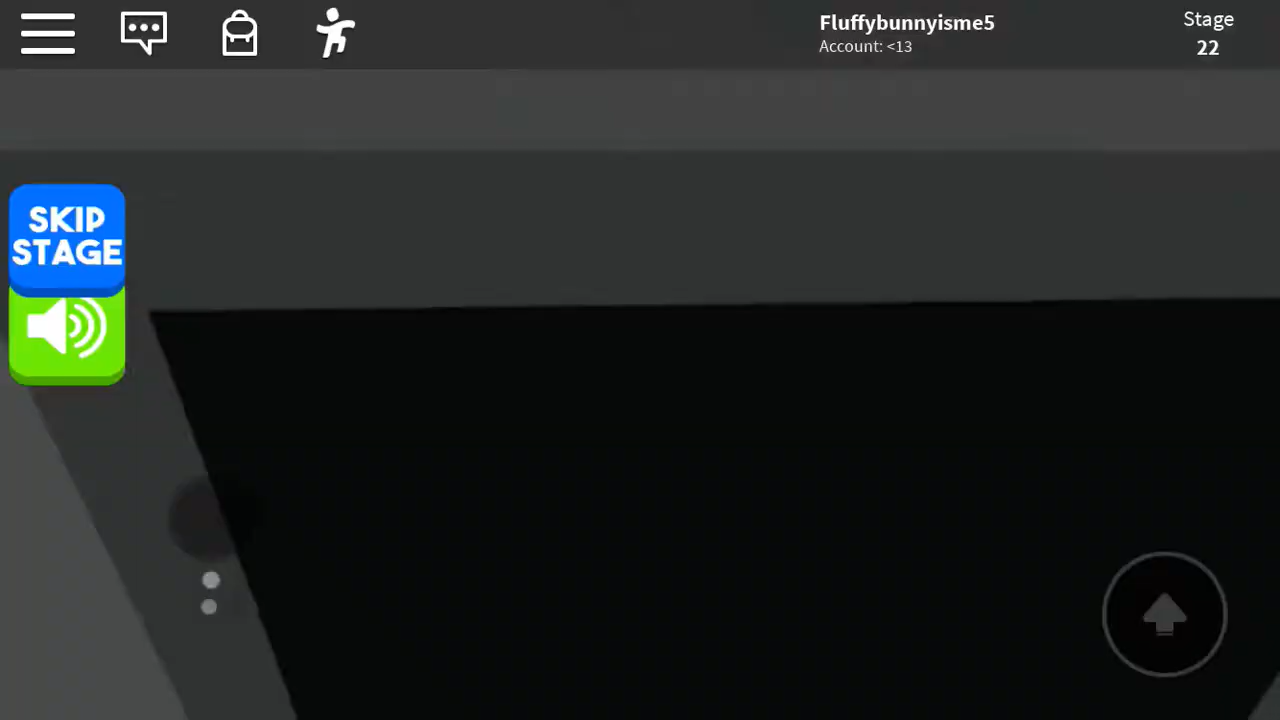 Fluffybunnyisme5
Account: <13
Stage
22
SKIP
STAGE